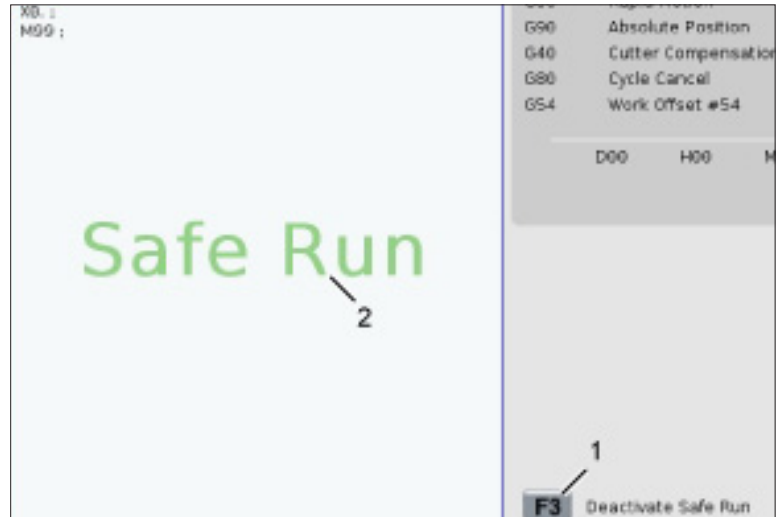 X0. ;
M99 ;
G90 Absolute Position
G40 Cutter Compensation
G80 Cycle Cancel
G54 Work Offset #54
D00 H00 M
Safe Run
2
1
F3 Deactivate Safe Run